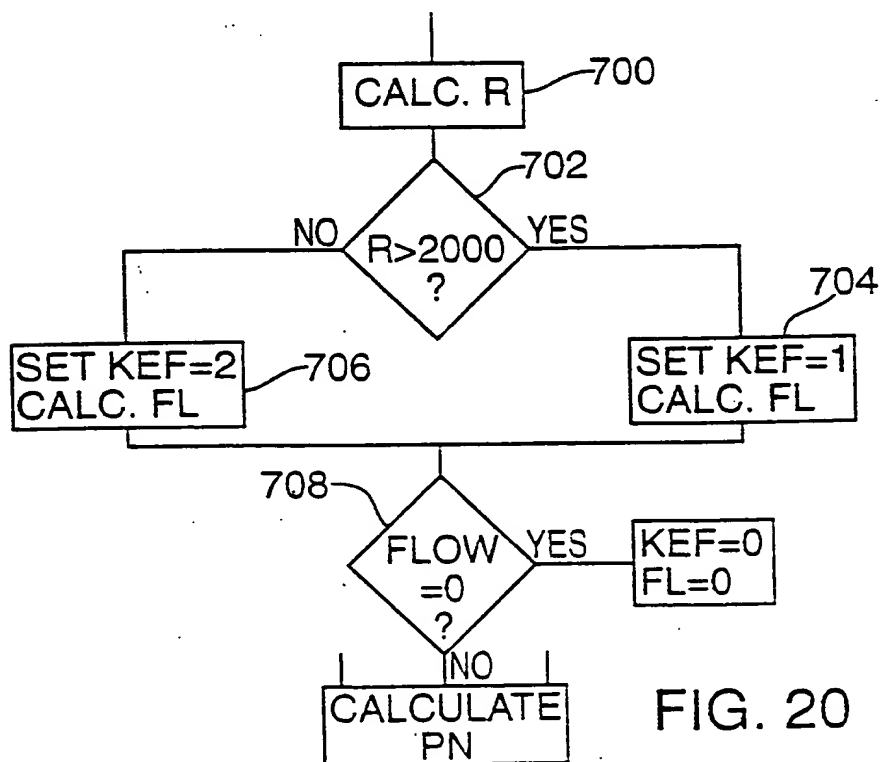 CALC. R
700
702
NO
YES
R>2000
?
704
SET KEF=2
CALC. FL
706
SET KEF=1
CALC. FL
708
FLOW
=0
?
YES
KEF=0
FL=0
NO
CALCULATE
PN
FIG. 20